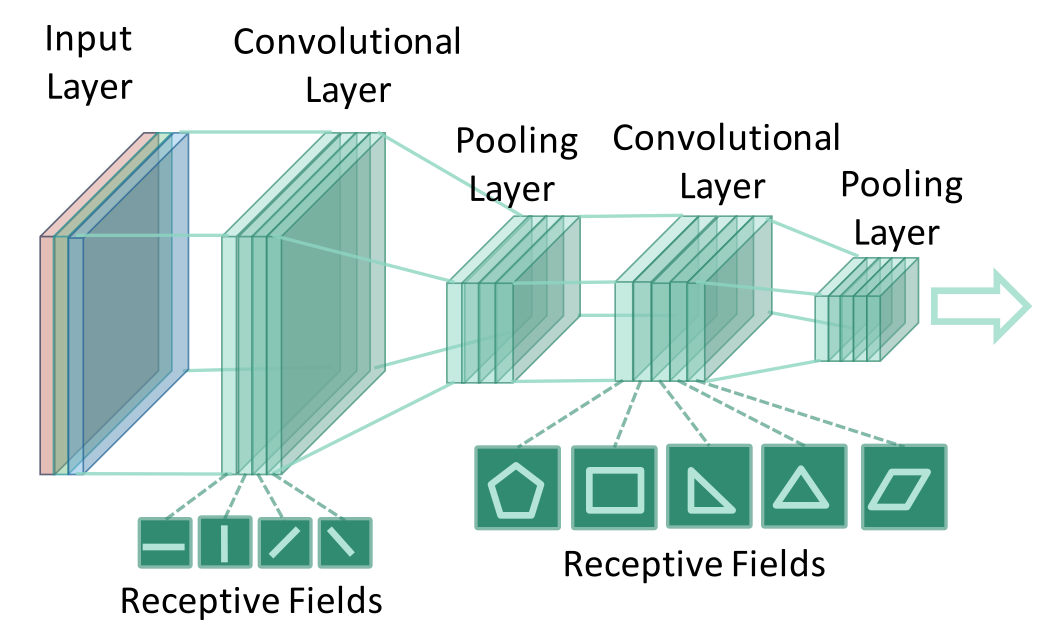 Input
Layer
Convolutional
Layer
Pooling
Layer
Convolutional
Layer
Pooling
Layer
Receptive Fields
Receptive Fields